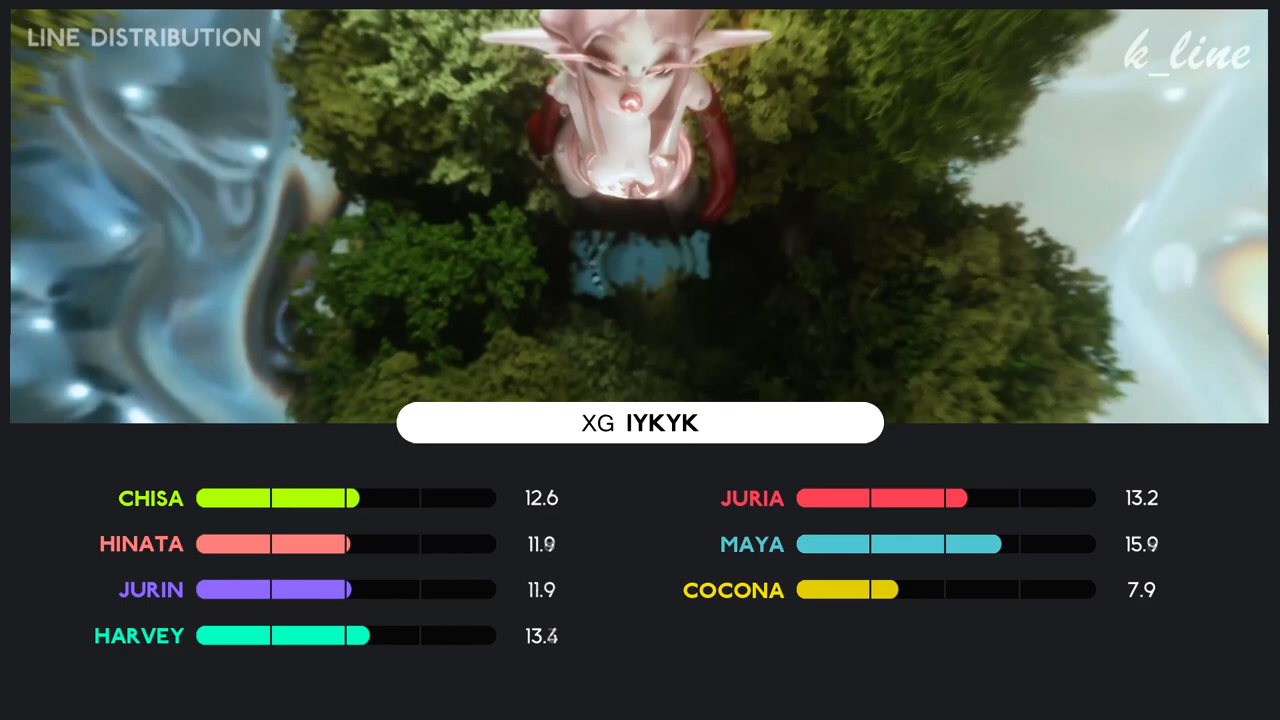 LINE DISTRIBUTION
k_line
XG IYKYK
CHISA 12.6
HINATA 11.9
JURIN 11.9
HARVEY 13.4
JURIA 13.2
MAYA 15.9
COCONA 7.9